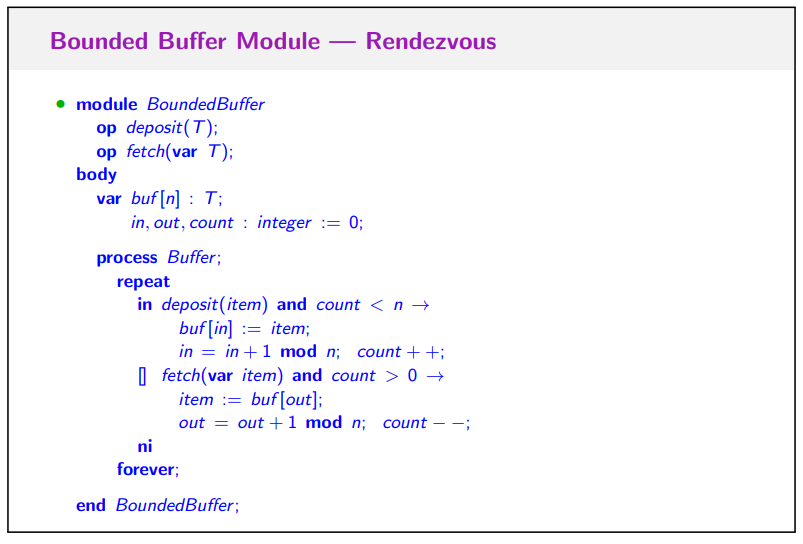 Bounded Buffer Module — Rendezvous
• module BoundedBuffer
op deposit(T);
op fetch(var T);
body
var buf[n] : T;
in, out, count : integer := 0;
process Buffer;
repeat
in deposit(item) and count < n →
buf[in] := item;
in = in + 1 mod n; count + +;
[] fetch(var item) and count > 0 →
item := buf[out];
out = out + 1 mod n; count − −;
ni
forever;
end BoundedBuffer;